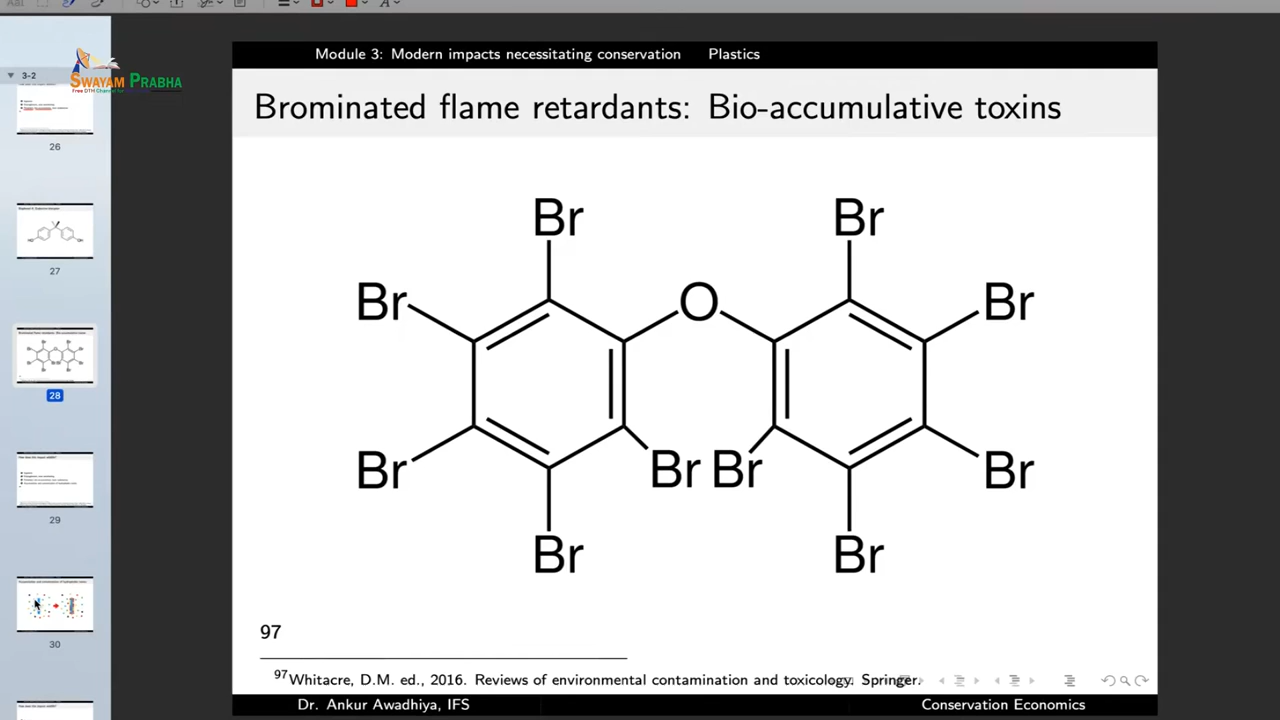 3-2
SWAYAM PRABHA
26
27
28
29
30
Module 3: Modern impacts necessitating conservation Plastics
Brominated flame retardants: Bio-accumulative toxins
Br Br
Br O Br
Br Br Br Br
Br Br
97
97Whitacre, D.M. ed., 2016. Reviews of environmental contamination and toxicology. Springer.
Dr. Ankur Awadhiya, IFS Conservation Economics